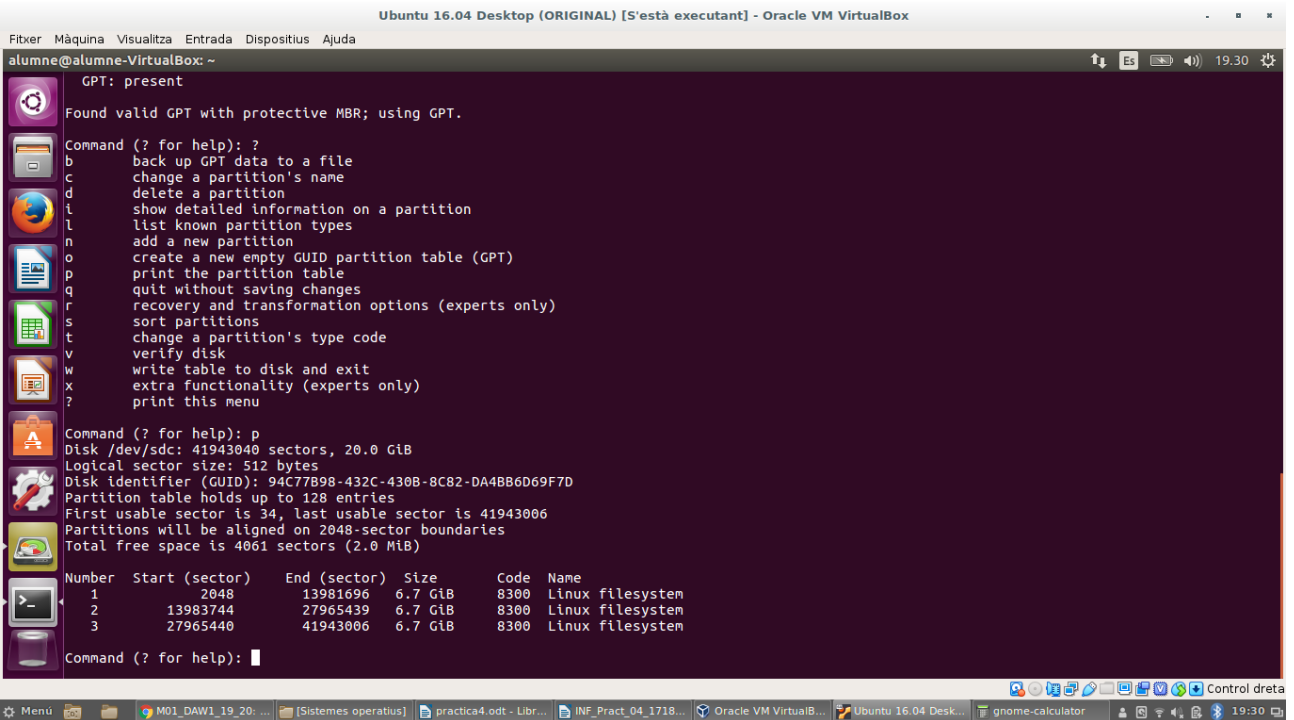 Ubuntu 16.04 Desktop (ORIGINAL) [S'està executant] - Oracle VM VirtualBox
Fitxer Màquina Visualitza Entrada Dispositius Ajuda
alumne@alumne-VirtualBox: ~ Es 19.30
GPT: present
Found valid GPT with protective MBR; using GPT.
Command (? for help): ?
b back up GPT data to a file
c change a partition's name
d delete a partition
i show detailed information on a partition
l list known partition types
n add a new partition
o create a new empty GUID partition table (GPT)
p print the partition table
q quit without saving changes
r recovery and transformation options (experts only)
s sort partitions
t change a partition's type code
v verify disk
w write table to disk and exit
x extra functionality (experts only)
? print this menu
Command (? for help): p
Disk /dev/sdc: 41943040 sectors, 20.0 GiB
Logical sector size: 512 bytes
Disk identifier (GUID): 94C77B98-432C-430B-8C82-DA4BB6D69F7D
Partition table holds up to 128 entries
First usable sector is 34, last usable sector is 41943006
Partitions will be aligned on 2048-sector boundaries
Total free space is 4061 sectors (2.0 MiB)
Number Start (sector) End (sector) Size Code Name
1 2048 13981696 6.7 GiB 8300 Linux filesystem
2 13983744 27965439 6.7 GiB 8300 Linux filesystem
3 27965440 41943006 6.7 GiB 8300 Linux filesystem
Command (? for help):
Control dreta
Menú M01_DAW1_19_20: ... [Sistemes operatius] practica4.odt - Libr... INF_Pract_04_1718... Oracle VM VirtualB... Ubuntu 16.04 Desk... gnome-calculator 19:30